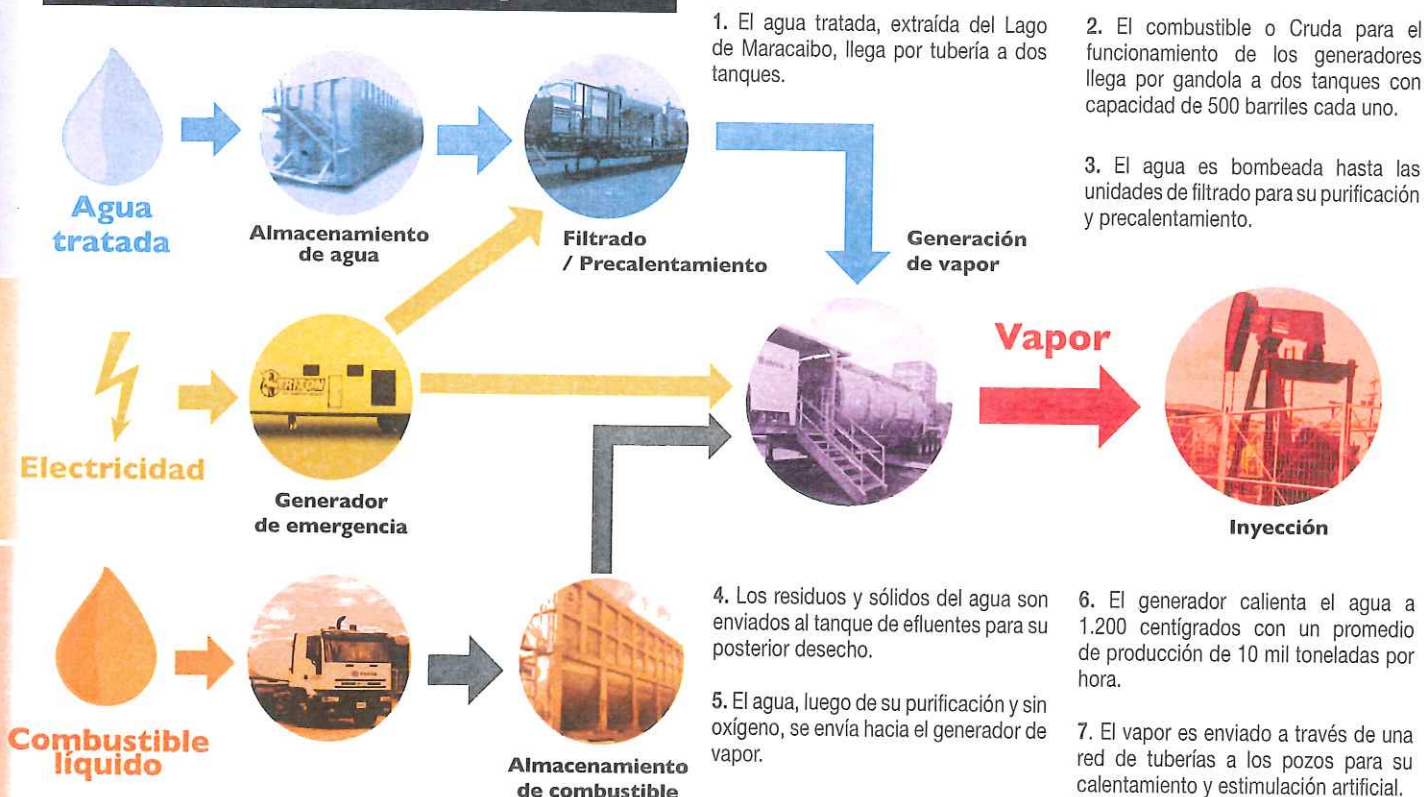 1. El agua tratada, extraída del Lago
de Maracaibo, llega por tubería a dos
tanques.
2. El combustible o Cruda para el
funcionamiento de los generadores
llega por gandola a dos tanques con
capacidad de 500 barriles cada uno.
3. El agua es bombeada hasta las
unidades de filtrado para su purificación
y precalentamiento.
Agua
tratada
Almacenamiento
de agua
Filtrado
/ Precalentamiento
Generación
de vapor
Electricidad
TRITON
Generador
de emergencia
Vapor
Inyección
Combustible
líquido
Almacenamiento
de combustible
4. Los residuos y sólidos del agua son
enviados al tanque de efluentes para su
posterior desecho.
5. El agua, luego de su purificación y sin
oxígeno, se envía hacia el generador de
vapor.
6. El generador calienta el agua a
1.200 centígrados con un promedio
de producción de 10 mil toneladas por
hora.
7. El vapor es enviado a través de una
red de tuberías a los pozos para su
calentamiento y estimulación artificial.